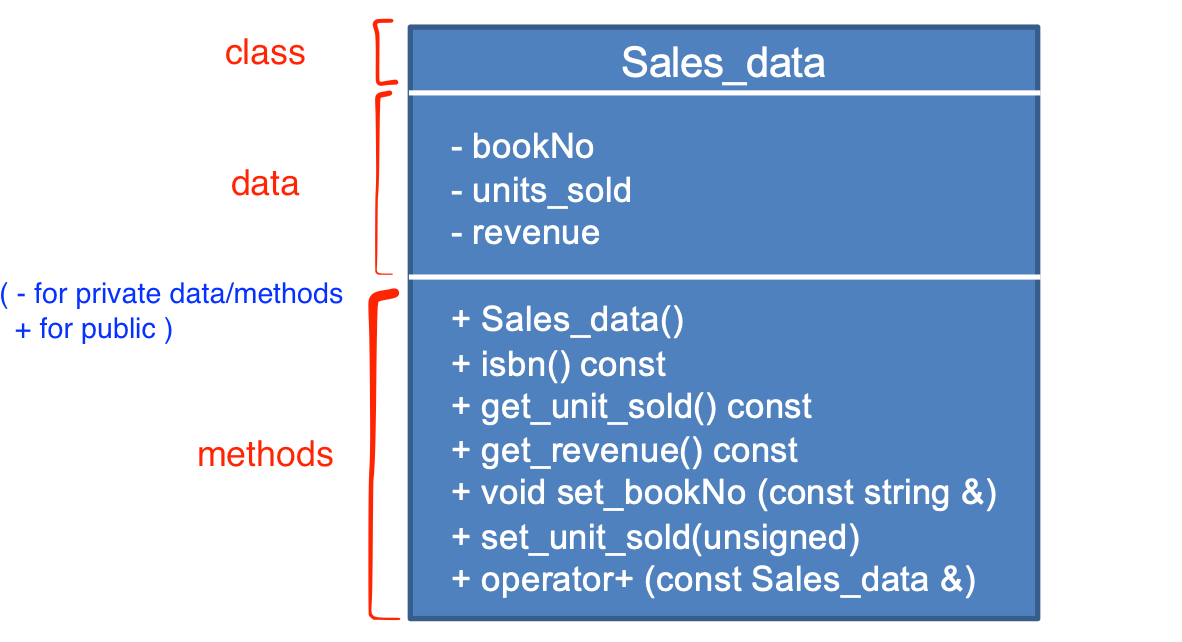 class
Sales_data
data
- bookNo
- units_sold
- revenue
( - for private data/methods
+ for public )
methods
+ Sales_data()
+ isbn() const
+ get_unit_sold() const
+ get_revenue() const
+ void set_bookNo (const string &)
+ set_unit_sold(unsigned)
+ operator+ (const Sales_data &)